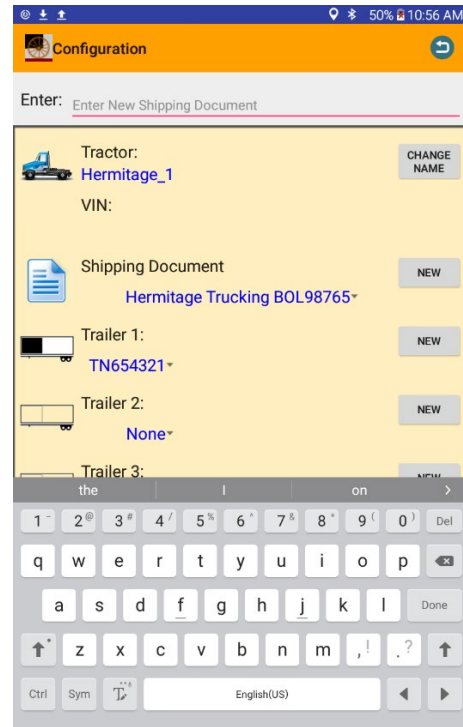 50% 10:56 AM
Configuration
Enter: Enter New Shipping Document
Tractor:
Hermitage_1
CHANGE
NAME
VIN:
Shipping Document
NEW
Hermitage Trucking BOL98765
Trailer 1:
NEW
TN654321
Trailer 2:
NEW
None
Trailer 3:
NEW
the I on >
1 - 2 @ 3 # 4 / 5 % 6 ^ 7 & 8 * 9 ( 0 ) Del
q w e r t y u i o p
a s d f g h j k l Done
z x c v b n m , ! . ?
Ctrl Sym T English(US)